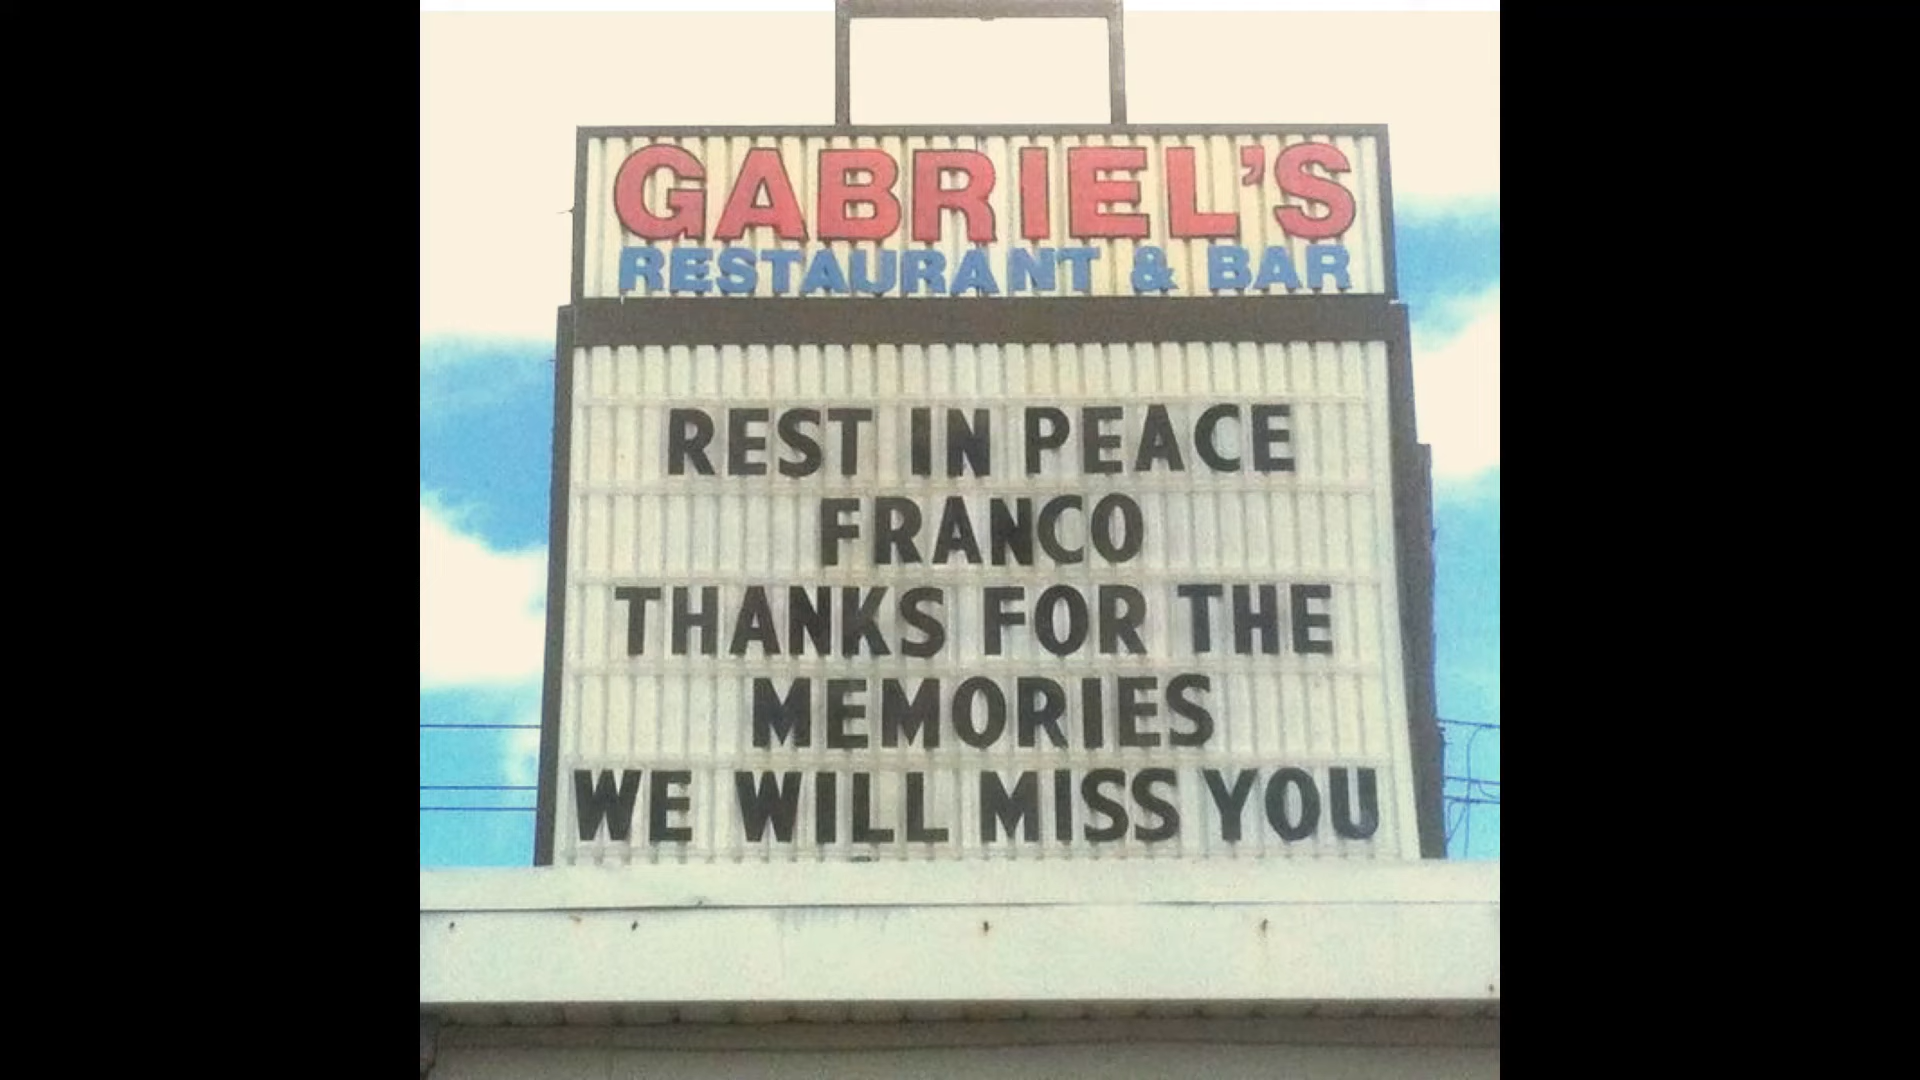 GABRIEL'S
RESTAURANT & BAR
REST IN PEACE
FRANCO
THANKS FOR THE
MEMORIES
WE WILL MISS YOU